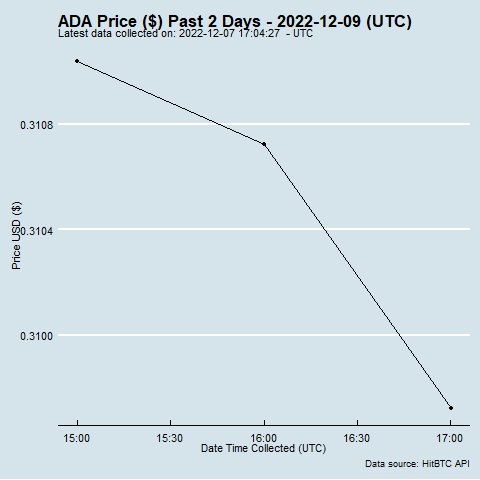 ADA Price ($) Past 2 Days - 2022-12-09 (UTC)
Latest data collected on: 2022-12-07 17:04:27  - UTC
0.3108
0.3104
0.3100
Price USD ($)
15:00 15:30 16:00 16:30 17:00
Date Time Collected (UTC)
Data source: HitBTC API